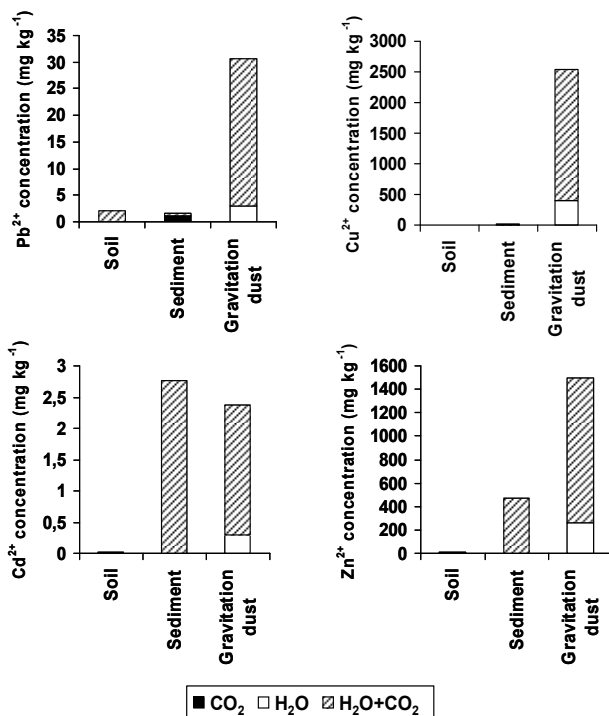 Pb²⁺ concentration (mg kg⁻¹)
35
30
25
20
15
10
5
0
Soil
Sediment
Gravitation
dust
Cu²⁺ concentration (mg kg⁻¹)
3000
2500
2000
1500
1000
500
0
Soil
Sediment
Gravitation
dust
Cd²⁺ concentration (mg kg⁻¹)
3
2,5
2
1,5
1
0,5
0
Soil
Sediment
Gravitation
dust
Zn²⁺ concentration (mg kg⁻¹)
1600
1400
1200
1000
800
600
400
200
0
Soil
Sediment
Gravitation
dust
CO₂ H₂O H₂O+CO₂